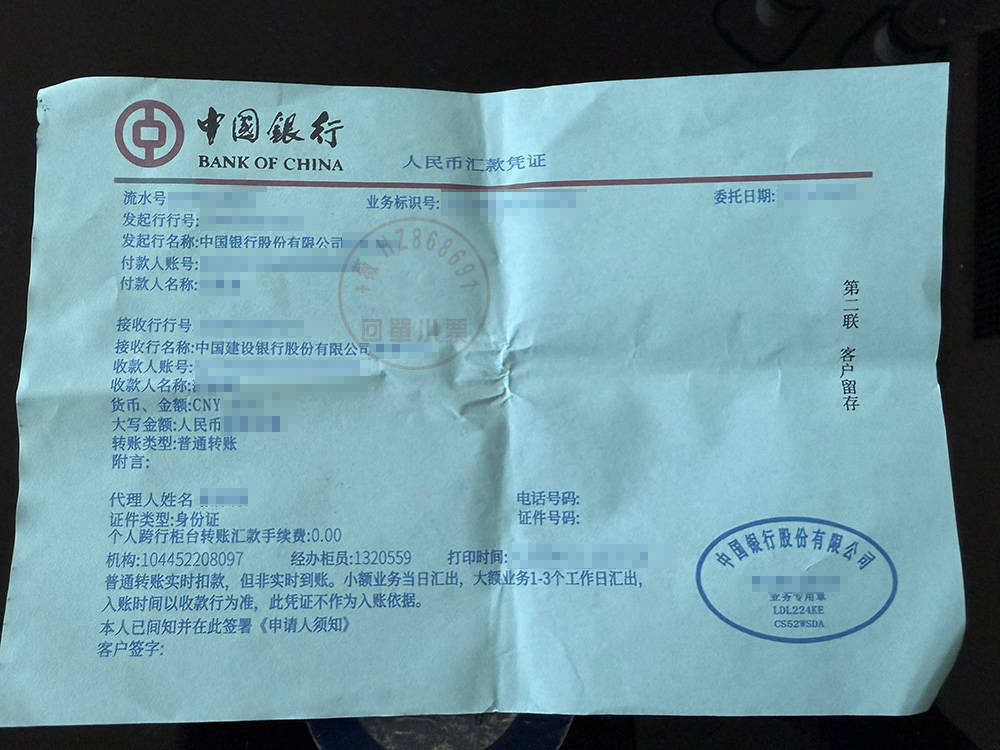 中国銀行
BANK OF CHINA
人民币汇款凭证
流水号
业务标识号:
委托日期:
发起行行号:
发起行名称:中国银行股份有限公司
付款人账号:
付款人名称:
+微 HZ868691
回單小票
接收行行号
接收行名称:中国建设银行股份有限公司
收款人账号:
收款人名称:
货币、金额:CNY
大写金额:人民币
转账类型:普通转账
附言:
第二联 客户留存
代理人姓名
电话号码:
证件类型:身份证
证件号码:
个人跨行柜台转账汇款手续费:0.00
机构:104452208097 经办柜员:1320559 打印时间:
普通转账实时扣款，但非实时到账。小额业务当日汇出，大额业务1-3个工作日汇出，
入账时间以收款行为准，此凭证不作为入账依据。
本人已间知并在此签署《申请人须知》
客户签字:
中国银行股份有限公司
业务专用章
LDL224KE
CS52WSDA